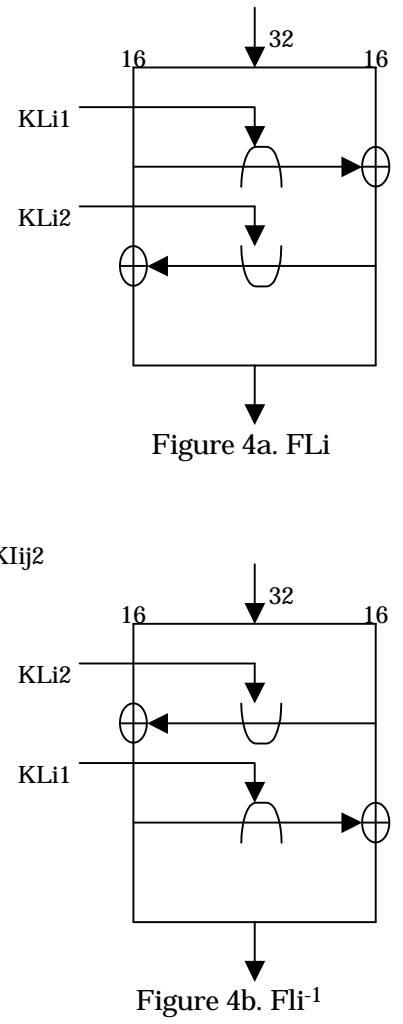 32
16 16
KLi1
KLi2
Figure 4a. FLi
KIij2
32
16 16
KLi2
KLi1
Figure 4b. Fli-1